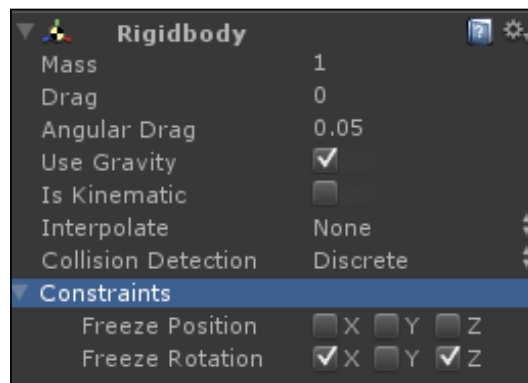 Rigidbody
Mass 1
Drag 0
Angular Drag 0.05
Use Gravity
Is Kinematic
Interpolate None
Collision Detection Discrete
Constraints
Freeze Position X Y Z
Freeze Rotation X Y Z